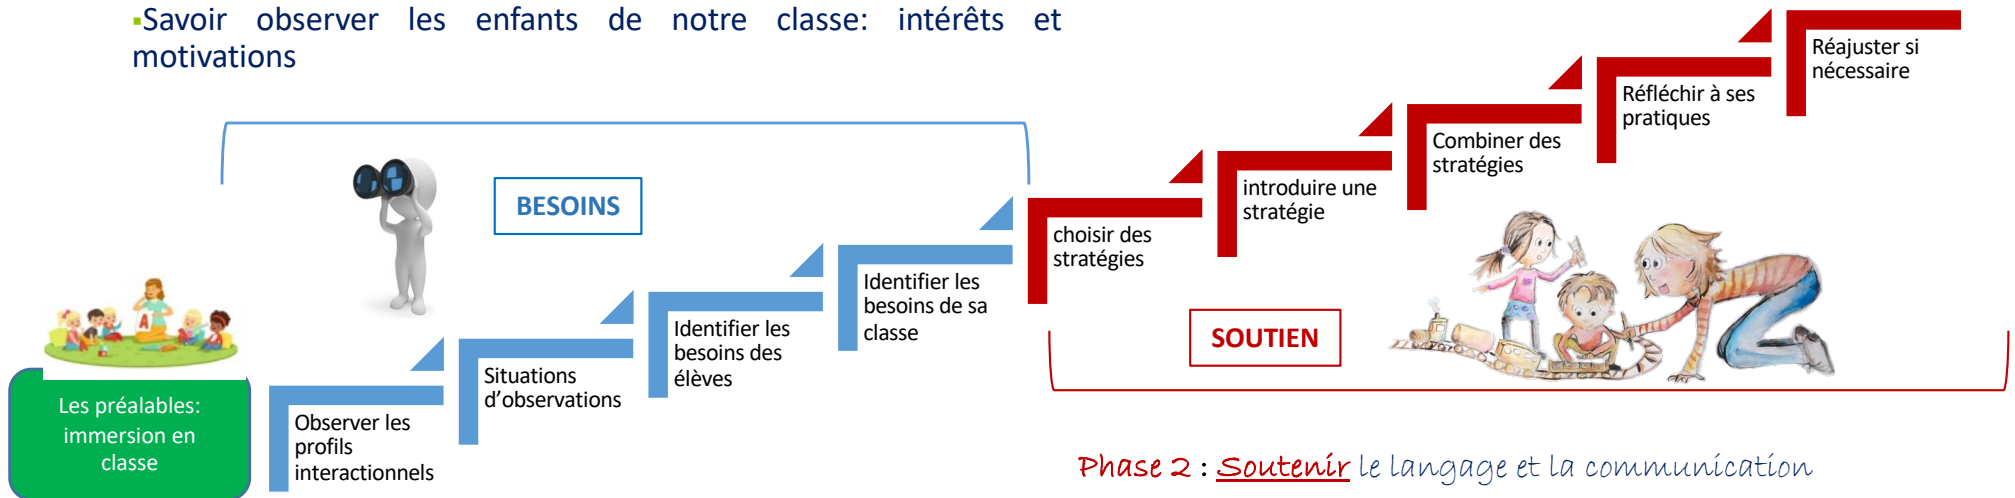 ▪Savoir observer les enfants de notre classe: intérêts et
motivations
BESOINS
A
Les préalables:
immersion en
classe
Observer les
profils
interactionnels
Situations
d’observations
Identifier les
besoins des
élèves
Identifier les
besoins de sa
classe
choisir des
stratégies
introduire une
stratégie
Combiner des
stratégies
Réfléchir à ses
pratiques
Réajuster si
nécessaire
SOUTIEN
Phase 2 : Soutenir le langage et la communication